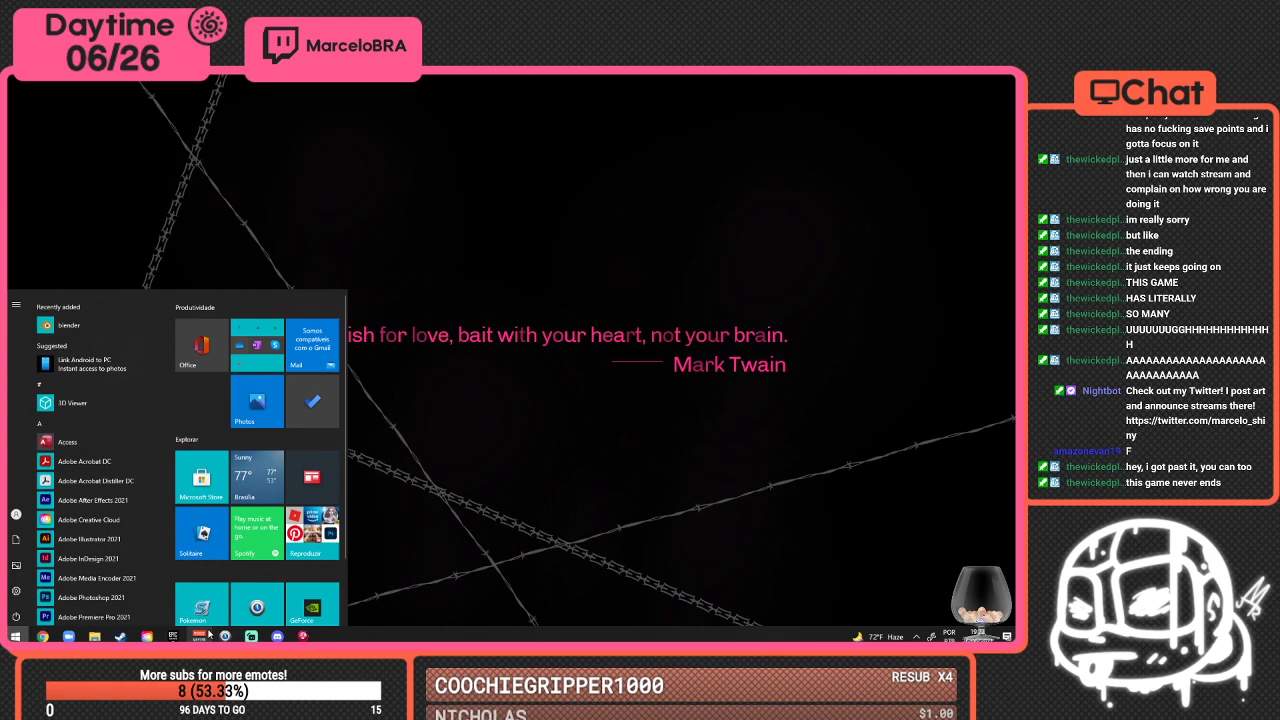 Daytime
06/26
MarceloBRA
Chat
has no fucking save points and i
gotta focus on it
thewickedpl... just a little more for me and
then i can watch stream and
complain on how wrong you are
doing it
thewickedpl... im really sorry
thewickedpl... but like
thewickedpl... the ending
thewickedpl... it just keeps going on
thewickedpl... THIS GAME
thewickedpl... HAS LITERALLY
thewickedpl... SO MANY
thewickedpl... UUUUUUUGGHHHHHHHHHHHH
H
thewickedpl... AAAAAAAAAAAAAAAAAAAAA
AAAAAAAAAAA
Nightbot Check out my Twitter! I post art
and announce streams there!
https://twitter.com/marcelo_shi
ny
amazonevan19 F
thewickedpl... hey, i got past it, you can too
thewickedpl... this game never ends
ish for love, bait with your heart, not your brain.
Mark Twain
Recently added
blender
Suggested
Link Android to PC
Instant access to photos
#
3D Viewer
A
Access
Adobe Acrobat DC
Adobe Acrobat Distiller DC
Adobe After Effects 2021
Adobe Creative Cloud
Adobe Illustrator 2021
Adobe InDesign 2021
Adobe Media Encoder 2021
Adobe Photoshop 2021
Adobe Premiere Pro 2021
Produtividade
Office
Somos
compatíveis
com o Gmail
Mail
Photos
Explorar
Microsoft Store
Sunny
77°
77°
53°
Brasília
Solitaire
Play music at
home or on the
go.
Spotify
Reproduzir
Pokemon
GeForce
72°F Haze
POR
More subs for more emotes!
8 (53.33%)
0
96 DAYS TO GO
15
COOCHIEGRIPPER1000
RESUB X4
NICHOLAS
$1.00